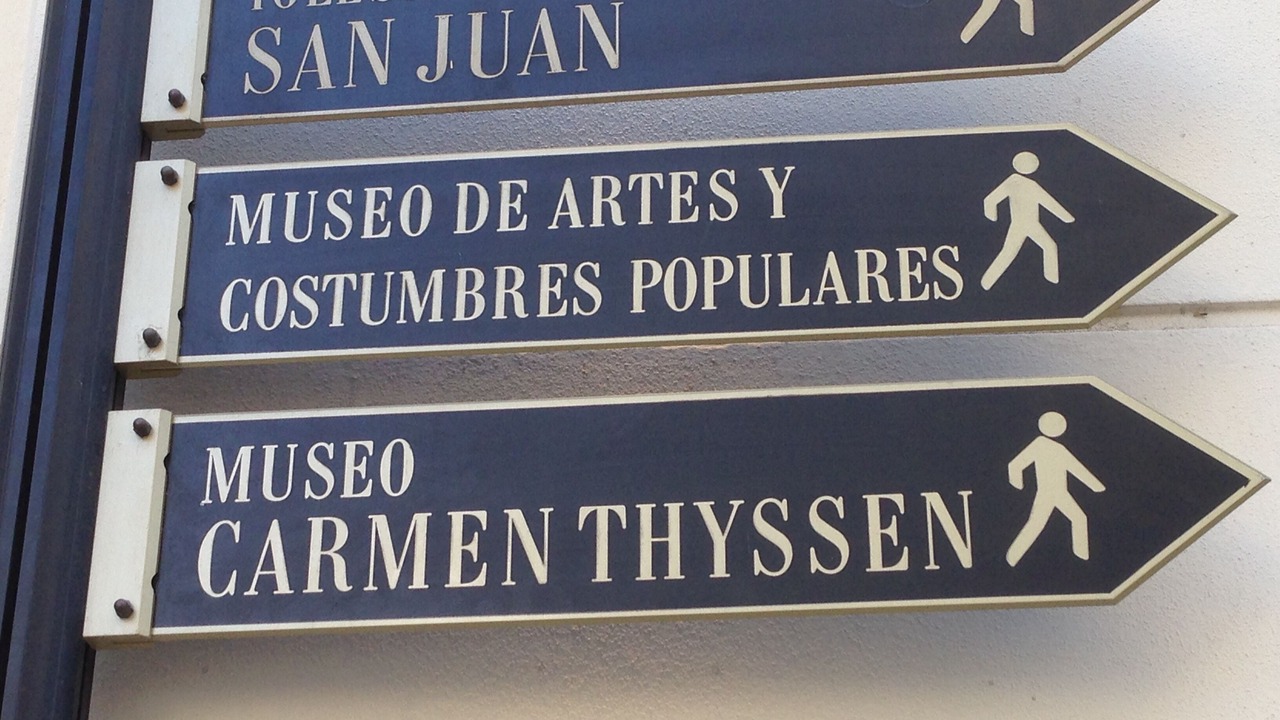 SAN JUAN
MUSEO DE ARTES Y
COSTUMBRES POPULARES
MUSEO
CARMEN THYSSEN